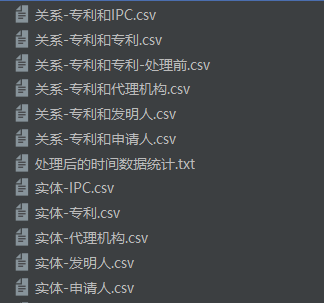 关系-专利和IPC.csv
关系-专利和专利.csv
关系-专利和专利-处理前.csv
关系-专利和代理机构.csv
关系-专利和发明人.csv
关系-专利和申请人.csv
处理后的时间数据统计.txt
实体-IPC.csv
实体-专利.csv
实体-代理机构.csv
实体-发明人.csv
实体-申请人.csv